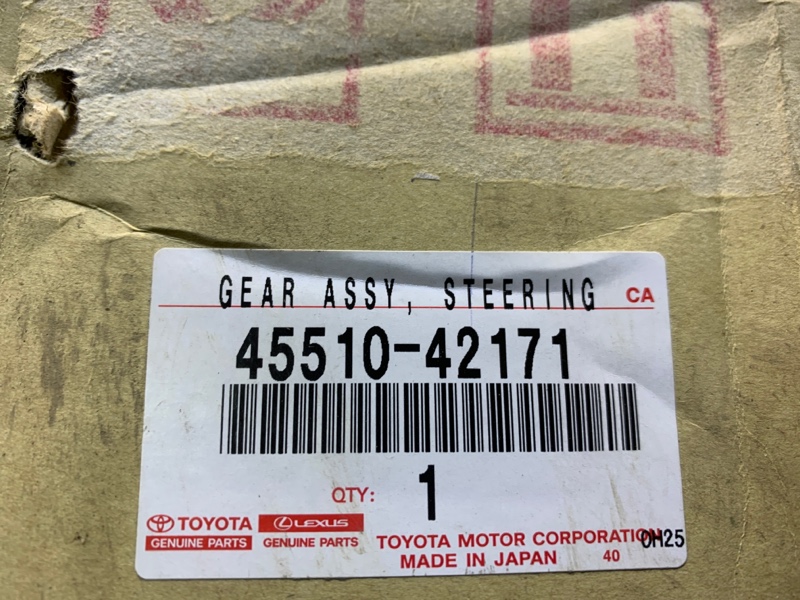 GEAR ASSY, STEERING CA
45510-42171
QTY: 1
TOYOTA LEXUS
GENUINE PARTS GENUINE PARTS
TOYOTA MOTOR CORPORATION 0H25
MADE IN JAPAN 40